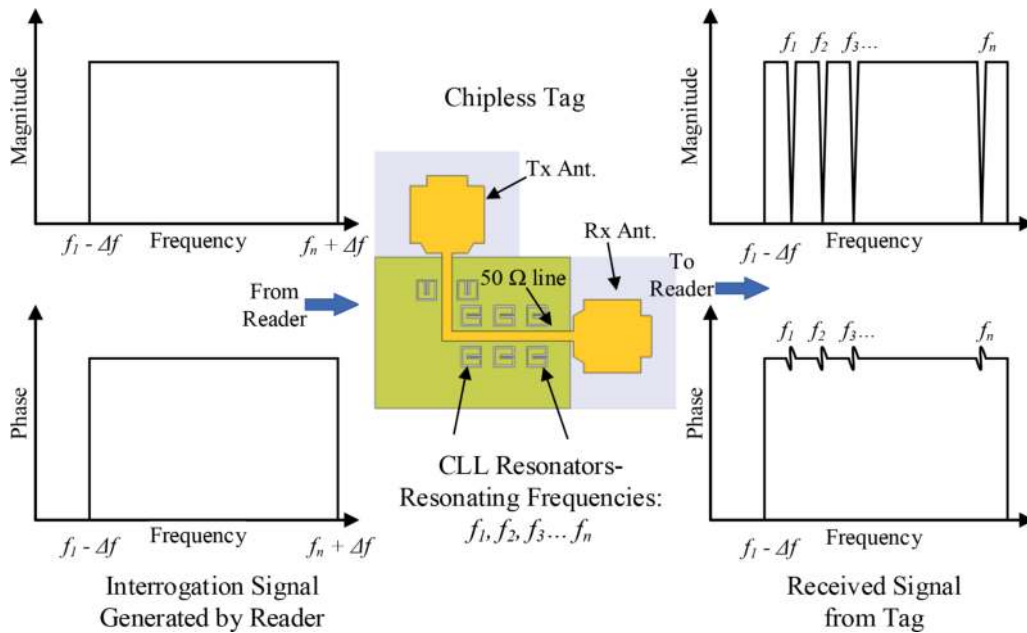 Magnitude
f1 - Δf
Frequency
fn + Δf
Phase
f1 - Δf
Frequency
fn + Δf
Interrogation Signal
Generated by Reader
Chipless Tag
Tx Ant.
Rx Ant.
50 Ω line
From
Reader
To
Reader
CLL Resonators-
Resonating Frequencies:
f1, f2, f3... fn
Magnitude
f1 f2 f3... fn
f1 - Δf
Frequency
Phase
f1 f2 f3... fn
f1 - Δf
Frequency
Received Signal
from Tag